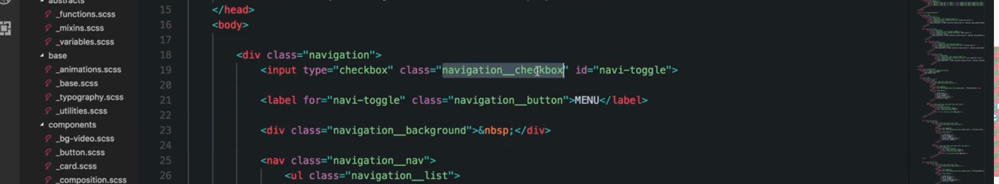 abstracts
_functions.scss
_mixins.scss
_variables.scss
base
_animations.scss
_base.scss
_typography.scss
_utilities.scss
components
_bg-video.scss
_button.scss
_card.scss
_composition.scss
15 </head>
16 <body>
17
18 <div class="navigation">
19 <input type="checkbox" class="navigation__checkbox" id="navi-toggle">
20
21 <label for="navi-toggle" class="navigation__button">MENU</label>
22
23 <div class="navigation__background">&nbsp;</div>
24
25 <nav class="navigation__nav">
26 <ul class="navigation__list">